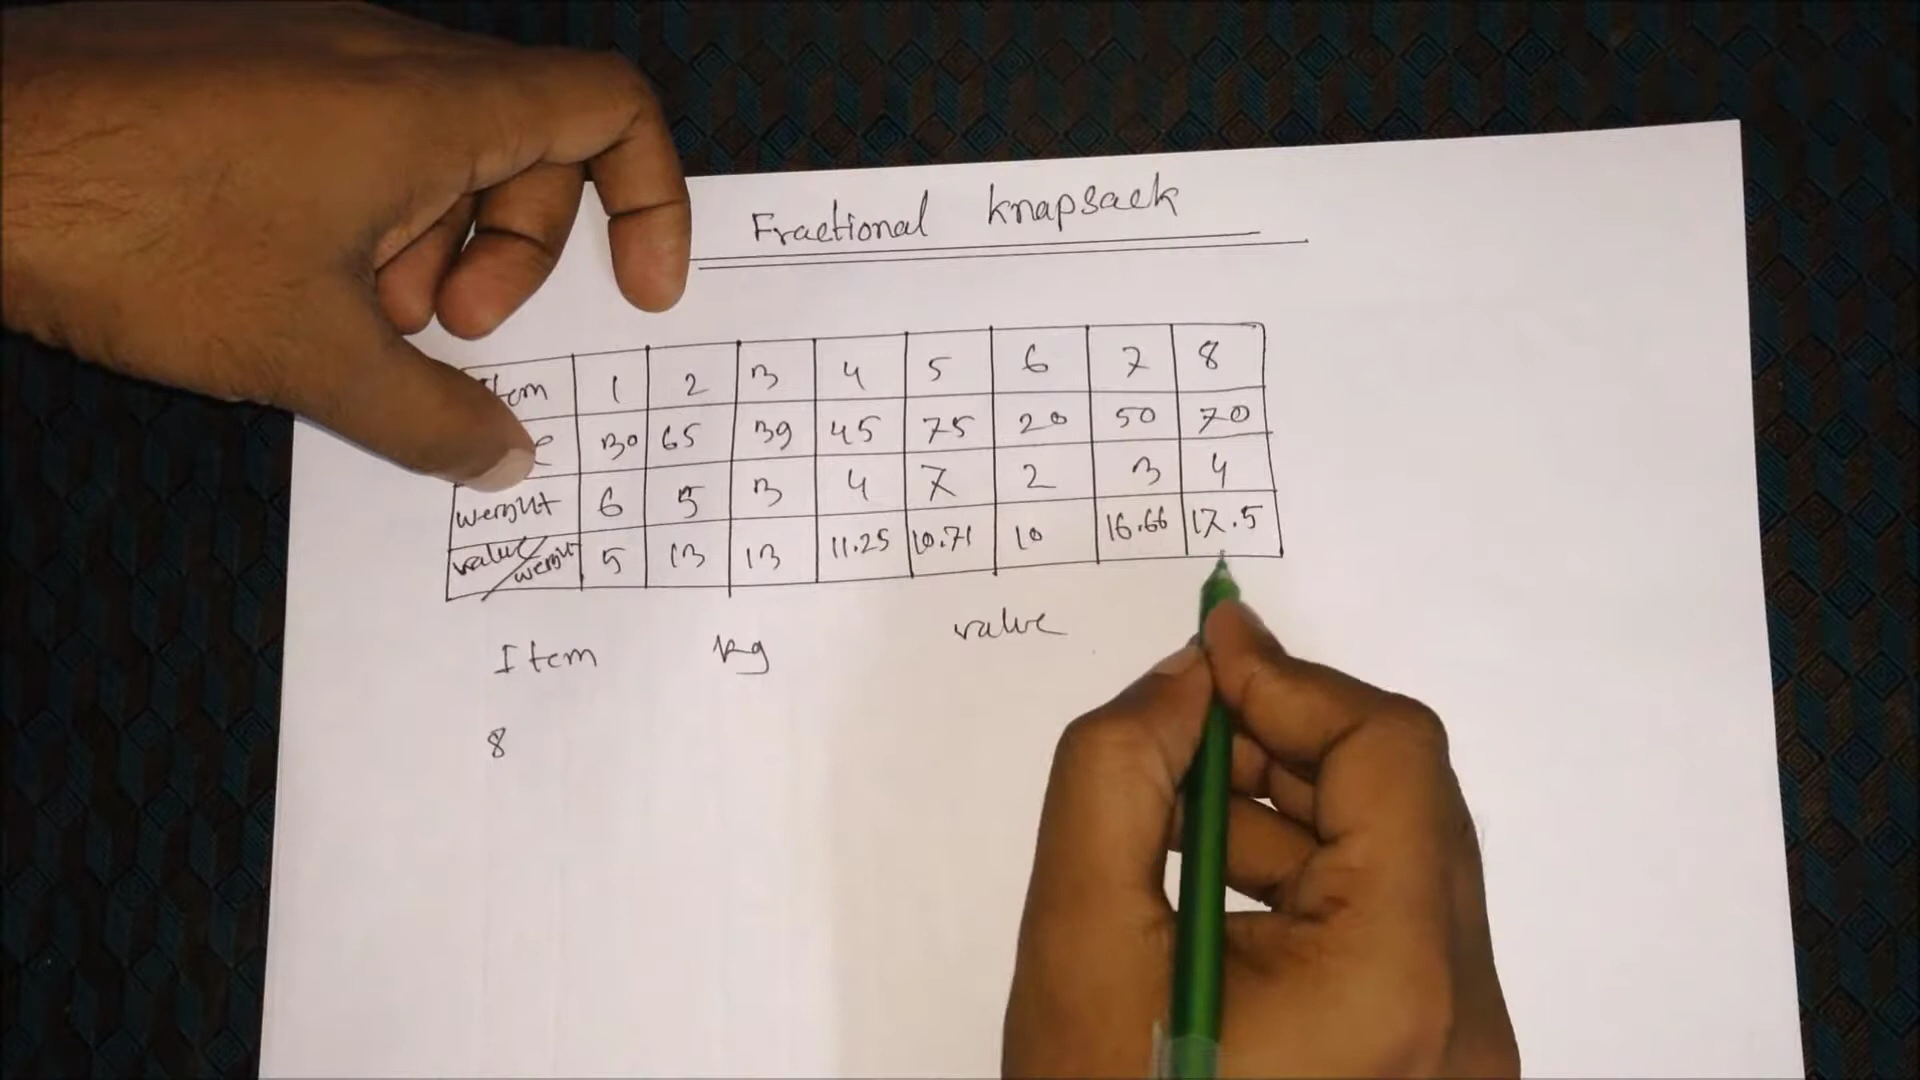 Fractional knapsack
1 2 3 4 5 6 7 8
30 65 39 45 75 20 50 70
weight 6 5 3 4 7 2 3 4
value/weight 5 13 13 11.25 10.71 10 16.66 17.5
Item kg value
8